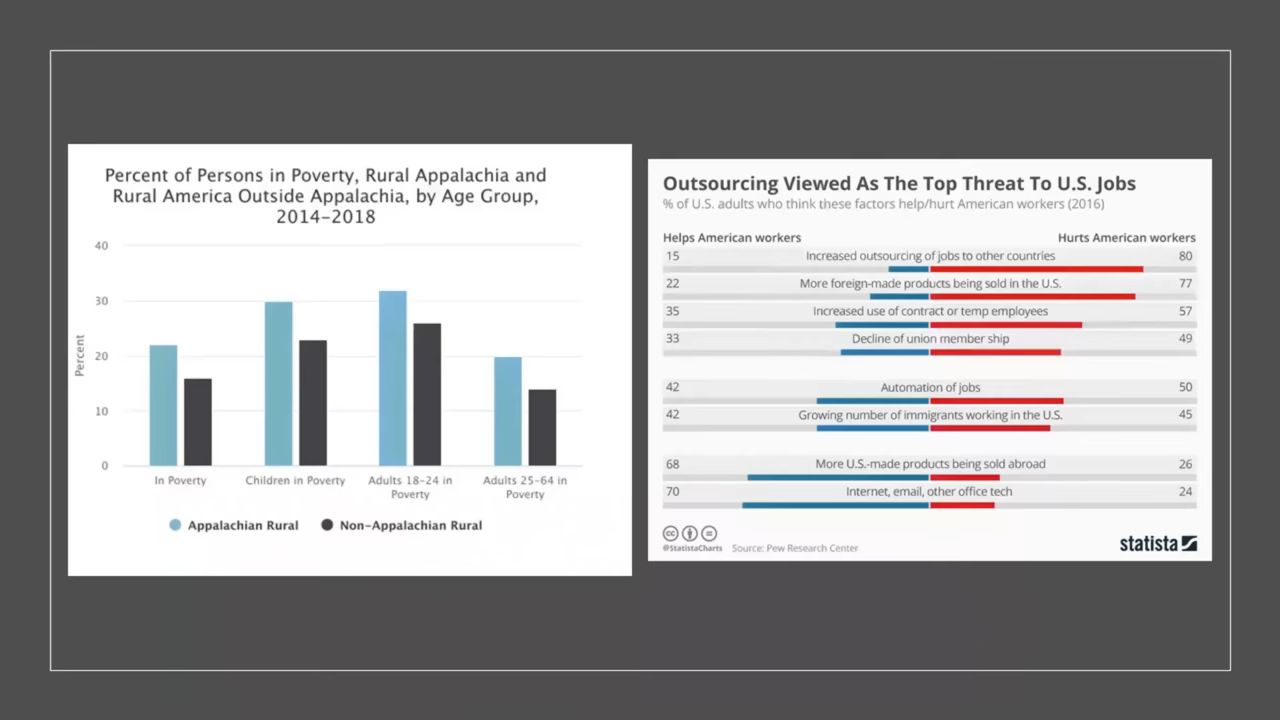 Percent of Persons in Poverty, Rural Appalachia and
Rural America Outside Appalachia, by Age Group,
2014-2018
40
30
20
10
0
Percent
In Poverty
Children in Poverty
Adults 18-24 in
Poverty
Adults 25-64 in
Poverty
Appalachian Rural
Non-Appalachian Rural
Outsourcing Viewed As The Top Threat To U.S. Jobs
% of U.S. adults who think these factors help/hurt American workers (2016)
Helps American workers Hurts American workers
15 Increased outsourcing of jobs to other countries 80
22 More foreign-made products being sold in the U.S. 77
35 Increased use of contract or temp employees 57
33 Decline of union member ship 49
42 Automation of jobs 50
42 Growing number of immigrants working in the U.S. 45
68 More U.S.-made products being sold abroad 26
70 Internet, email, other office tech 24
cc
@StatistaCharts Source: Pew Research Center
statista